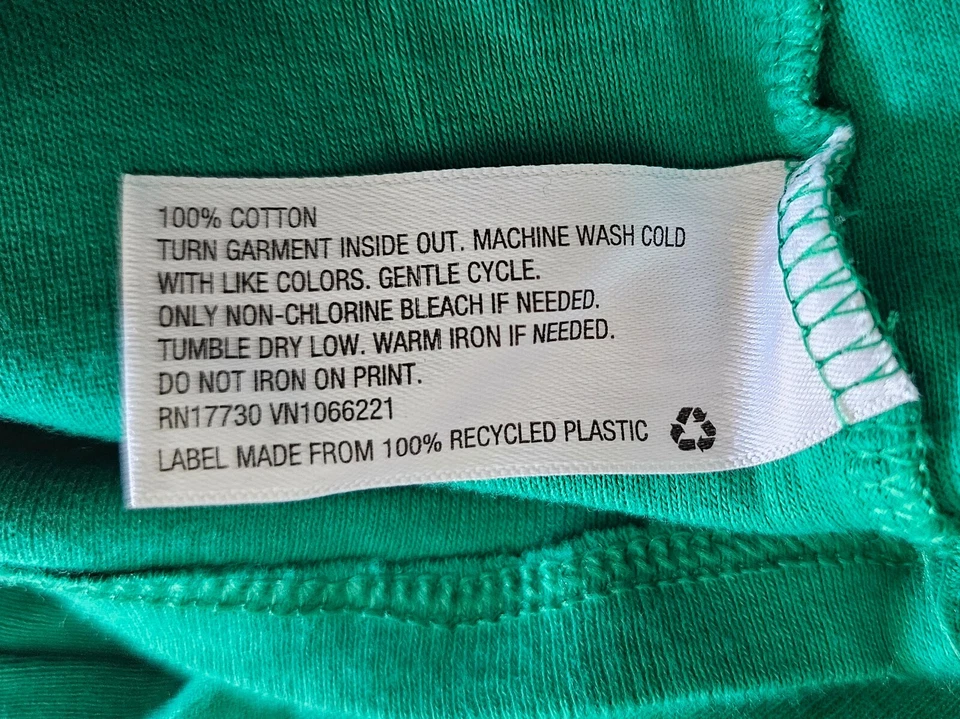 100% COTTON
TURN GARMENT INSIDE OUT. MACHINE WASH COLD
WITH LIKE COLORS. GENTLE CYCLE.
ONLY NON-CHLORINE BLEACH IF NEEDED.
TUMBLE DRY LOW. WARM IRON IF NEEDED.
DO NOT IRON ON PRINT.
RN17730 VN1066221
LABEL MADE FROM 100% RECYCLED PLASTIC